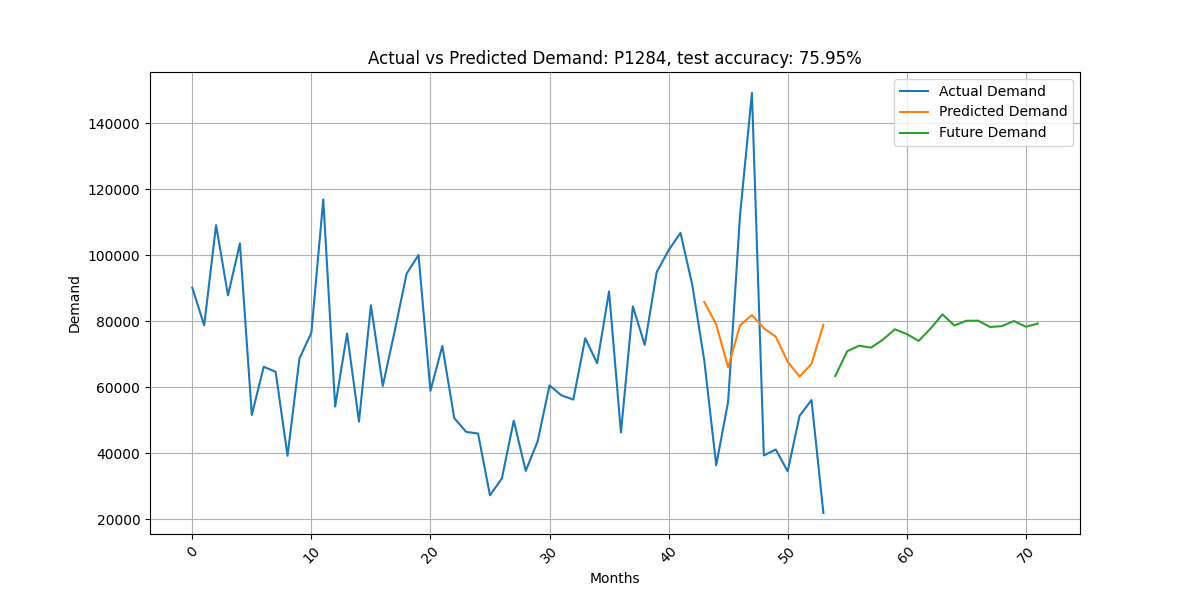 Actual vs Predicted Demand: P1284, test accuracy: 75.95%
Actual Demand
Predicted Demand
Future Demand
140000
120000
100000
80000
60000
40000
20000
Demand
0 10 20 30 40 50 60 70
Months